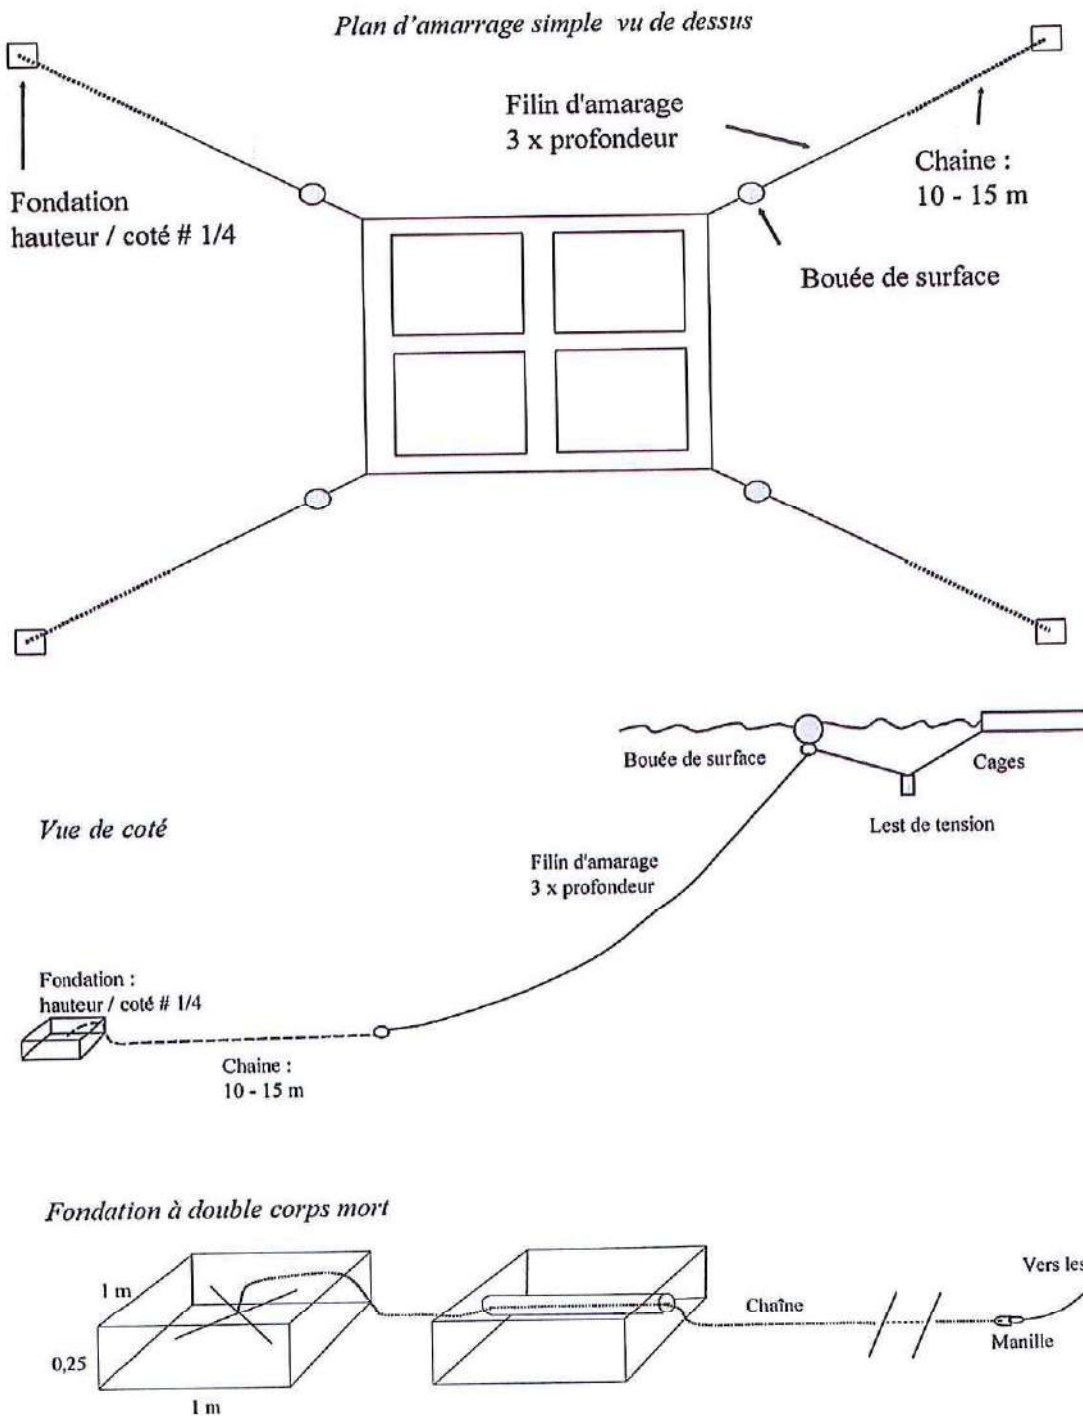 Plan d'amarrage simple vu de dessus
Filin d'amarage
3 x profondeur
Chaine :
10 - 15 m
Fondation
hauteur / coté # 1/4
Bouée de surface
Bouée de surface
Cages
Lest de tension
Vue de coté
Filin d'amarage
3 x profondeur
Fondation :
hauteur / coté # 1/4
Chaine :
10 - 15 m
Fondation à double corps mort
Vers les
1 m
Chaîne
Manille
0,25
1 m